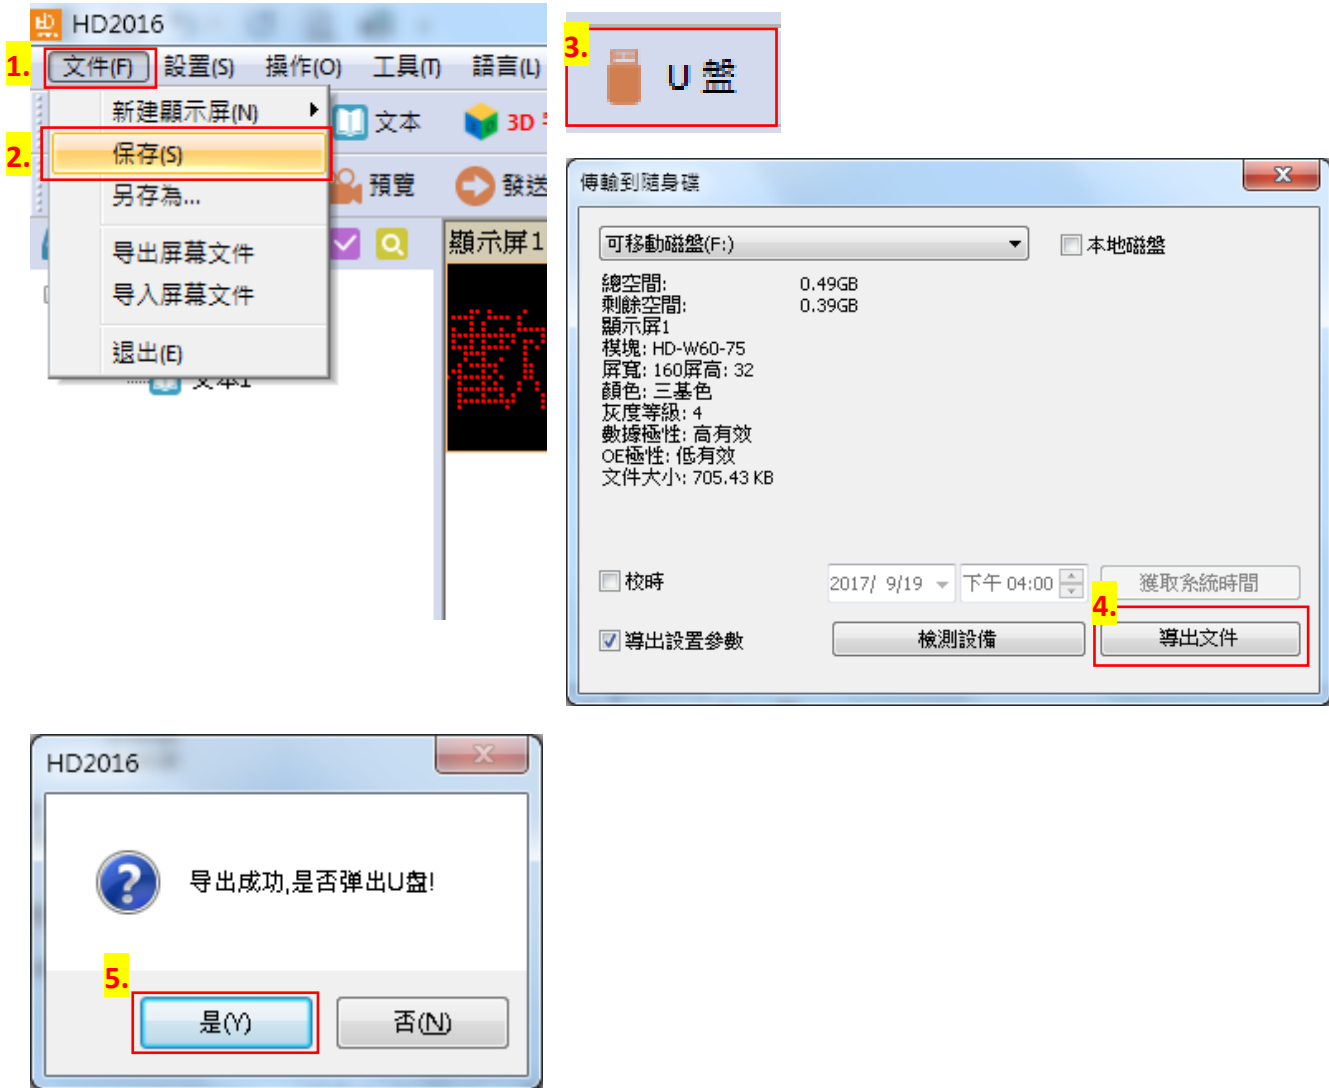 HD2016
1.
文件(F) 設置(S) 操作(O) 工具(T) 語言(L)
新建顯示屏(N)
文本
3D
2.
保存(S)
預覽
發送
另存為...
顯示屏1
导出屏幕文件
导入屏幕文件
退出(E)
文本1
3.
U 盤
傳輸到隨身碟
可移動磁盤(F:)
本地磁盤
總空間: 0.49GB
剩餘空間: 0.39GB
顯示屏1
模塊: HD-W60-75
屏寬: 160屏高: 32
顏色: 三基色
灰度等級: 4
數據極性: 高有效
OE極性: 低有效
文件大小: 705.43 KB
校時
2017/ 9/19
下午 04:00
獲取系統時間
4.
導出設置參數
檢測設備
導出文件
HD2016
导出成功,是否弹出U盘!
5.
是(Y)
否(N)